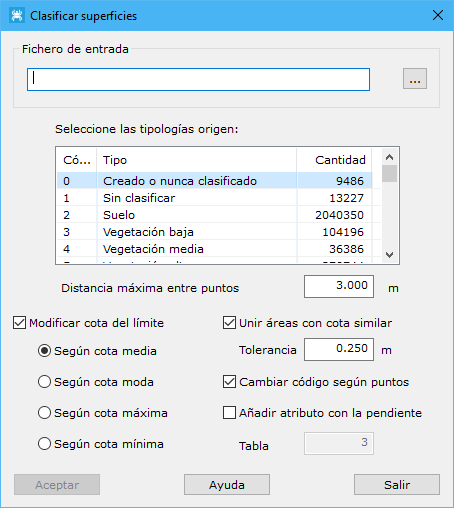 Clasificar superficies
Fichero de entrada
...
Seleccione las tipologías origen:
Có... Tipo Cantidad
0 Creado o nunca clasificado 9486
1 Sin clasificar 13227
2 Suelo 2040350
3 Vegetación baja 104196
4 Vegetación media 36386
Distancia máxima entre puntos 3.000 m
Modificar cota del límite
Unir áreas con cota similar
Según cota media
Tolerancia 0.250 m
Según cota moda
Cambiar código según puntos
Según cota máxima
Añadir atributo con la pendiente
Según cota mínima
Tabla 3
Aceptar Ayuda Salir